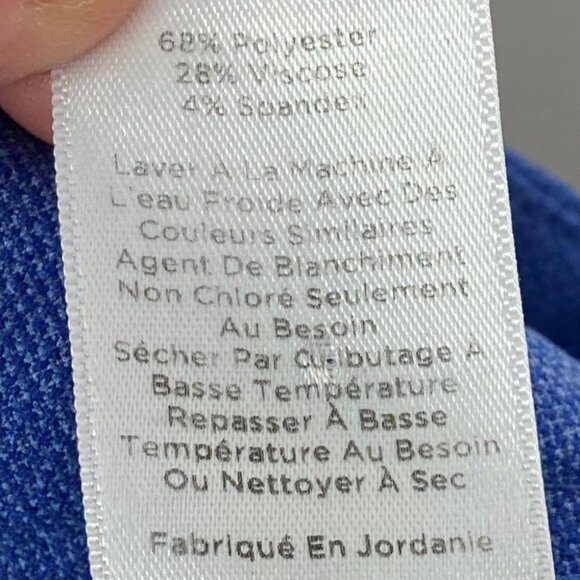 68% Polyester
28% Viscose
4% Spandex
Laver À La Machine À
L'eau Froide Avec Des
Couleurs Similaires
Agent De Blanchiment
Non Chloré Seulement
Au Besoin
Sécher Par Culbutage À
Basse Température
Repasser À Basse
Température Au Besoin
Ou Nettoyer À Sec
Fabriqué En Jordanie